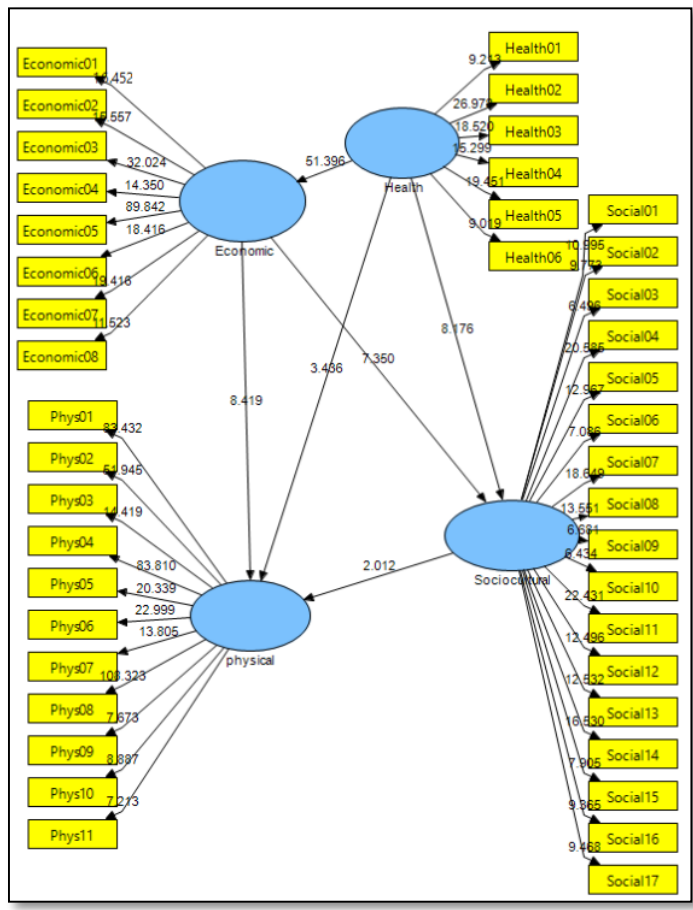 Economic01
Economic02
Economic03
Economic04
Economic05
Economic06
Economic07
Economic08
16.452
15.557
32.024
14.350
89.842
18.416
19.416
11.523
Economic
51.396
Health
Health01
Health02
Health03
Health04
Health05
Health06
9.213
26.973
18.520
15.299
19.451
9.019
8.419
3.436
7.350
8.176
2.012
Phys01
Phys02
Phys03
Phys04
Phys05
Phys06
Phys07
Phys08
Phys09
Phys10
Phys11
83.432
51.945
14.419
83.810
20.339
22.999
13.805
103.323
7.673
8.887
7.213
physical
Sociocultural
Social01
Social02
Social03
Social04
Social05
Social06
Social07
Social08
Social09
Social10
Social11
Social12
Social13
Social14
Social15
Social16
Social17
10.995
9.773
6.496
20.585
12.967
7.086
18.649
13.551
6.681
6.434
22.431
12.496
12.532
16.530
7.905
9.365
9.468